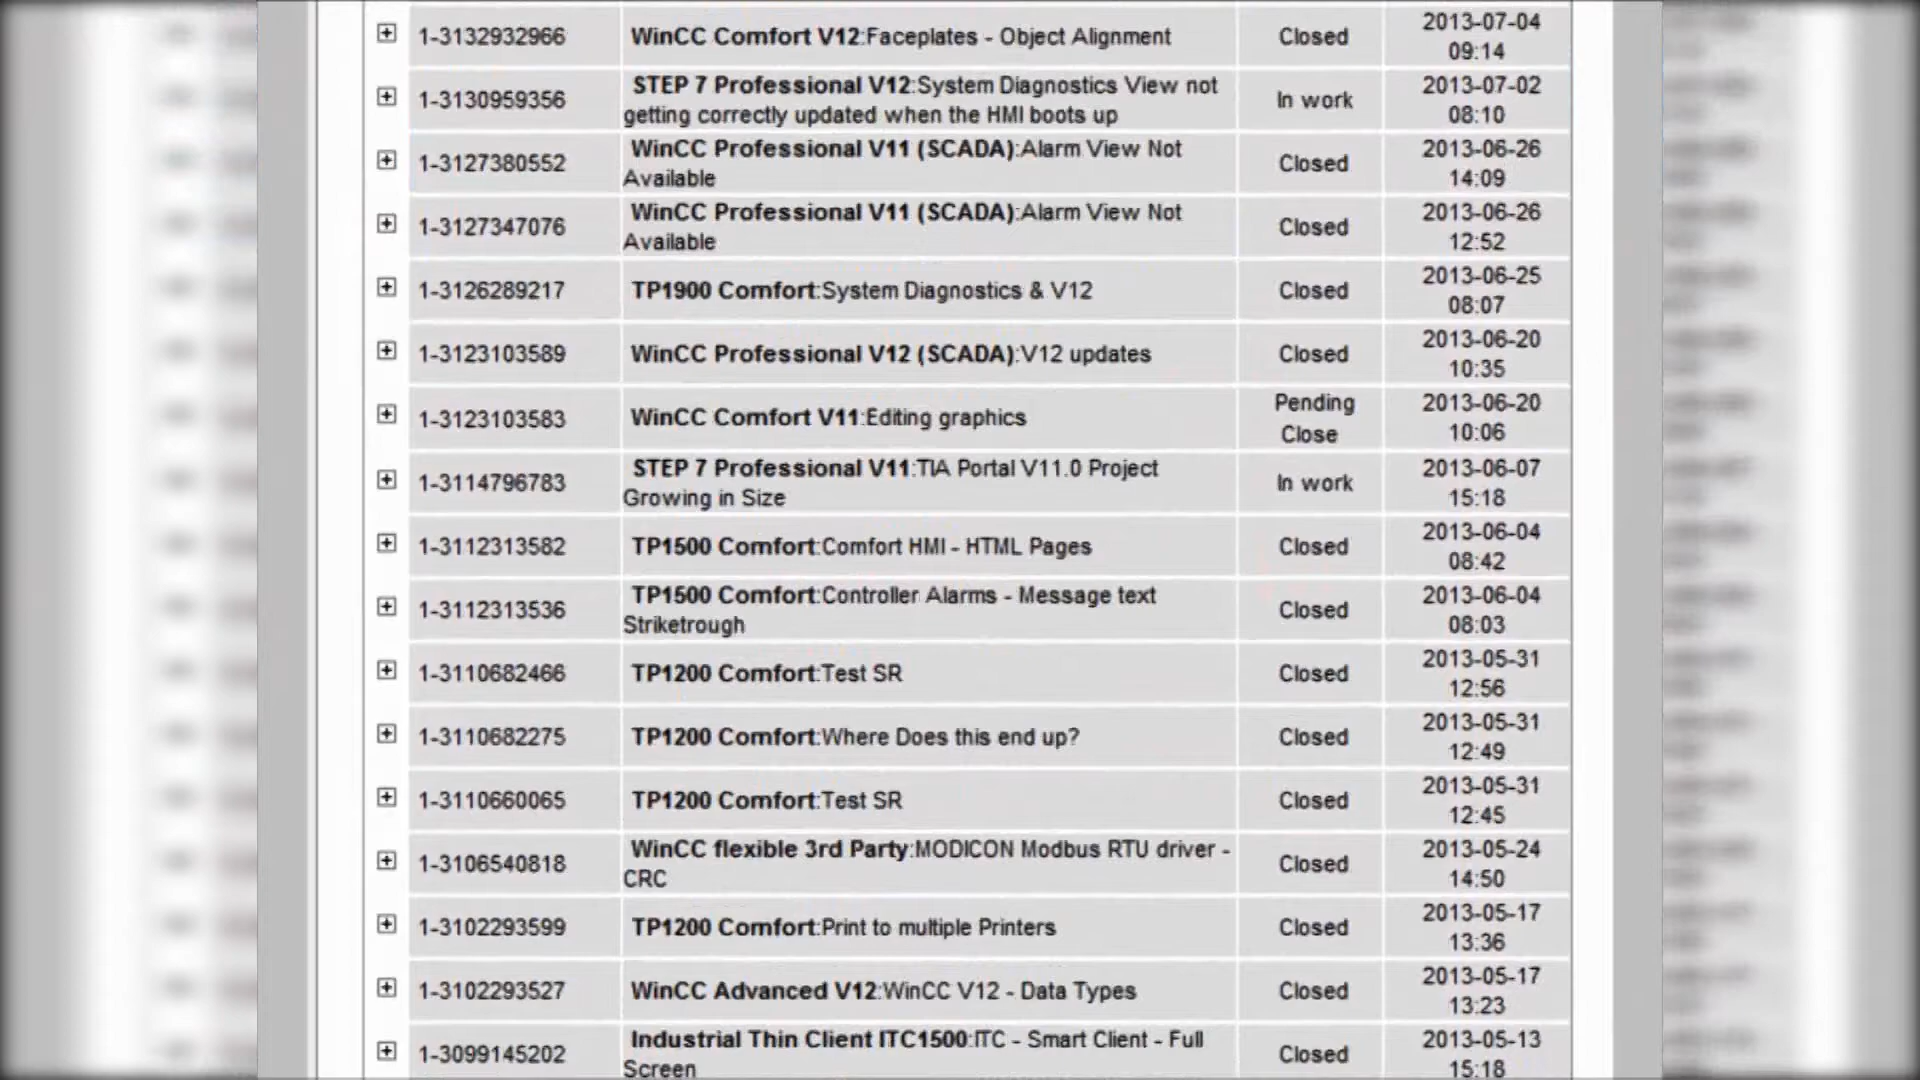 1-3132932966 WinCC Comfort V12:Faceplates - Object Alignment Closed 2013-07-04
09:14
1-3130959356 STEP 7 Professional V12:System Diagnostics View not
getting correctly updated when the HMI boots up In work 2013-07-02
08:10
1-3127380552 WinCC Professional V11 (SCADA):Alarm View Not
Available Closed 2013-06-26
14:09
1-3127347076 WinCC Professional V11 (SCADA):Alarm View Not
Available Closed 2013-06-26
12:52
1-3126289217 TP1900 Comfort:System Diagnostics & V12 Closed 2013-06-25
08:07
1-3123103589 WinCC Professional V12 (SCADA):V12 updates Closed 2013-06-20
10:35
1-3123103583 WinCC Comfort V11:Editing graphics Pending
Close 2013-06-20
10:06
1-3114796783 STEP 7 Professional V11:TIA Portal V11.0 Project
Growing in Size In work 2013-06-07
15:18
1-3112313582 TP1500 Comfort:Comfort HMI - HTML Pages Closed 2013-06-04
08:42
1-3112313536 TP1500 Comfort:Controller Alarms - Message text
Striketrough Closed 2013-06-04
08:03
1-3110682466 TP1200 Comfort:Test SR Closed 2013-05-31
12:56
1-3110682275 TP1200 Comfort:Where Does this end up? Closed 2013-05-31
12:49
1-3110660065 TP1200 Comfort:Test SR Closed 2013-05-31
12:45
1-3106540818 WinCC flexible 3rd Party:MODICON Modbus RTU driver -
CRC Closed 2013-05-24
14:50
1-3102293599 TP1200 Comfort:Print to multiple Printers Closed 2013-05-17
13:36
1-3102293527 WinCC Advanced V12:WinCC V12 - Data Types Closed 2013-05-17
13:23
1-3099145202 Industrial Thin Client ITC1500:ITC - Smart Client - Full
Screen Closed 2013-05-13
15:18